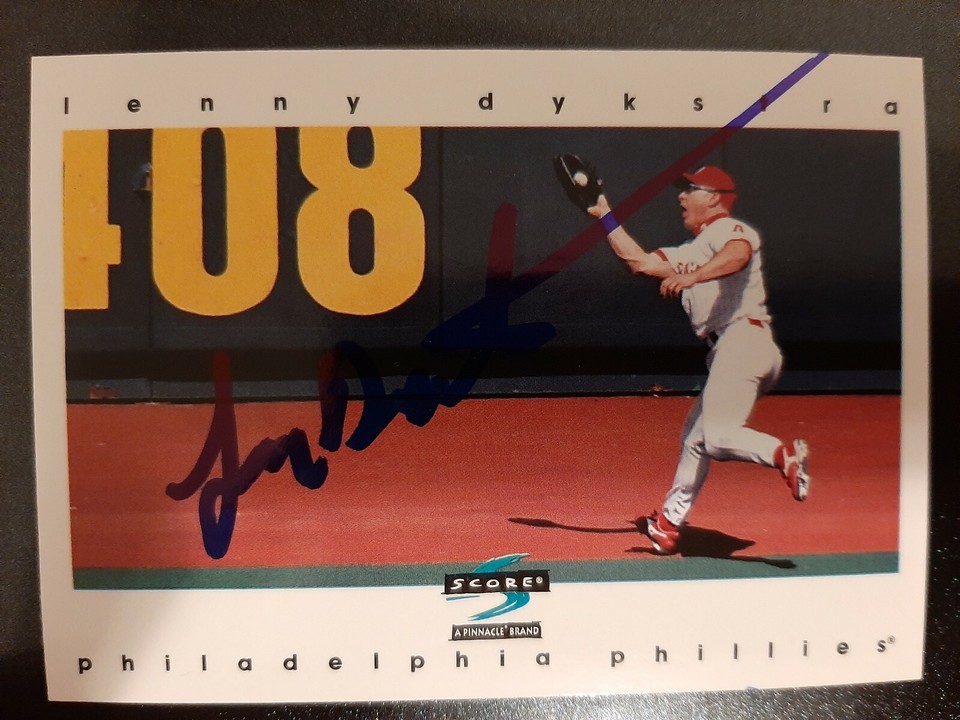 lenny dykstra
408
SCORE®
A PINNACLE® BRAND
philadelphia phillies®